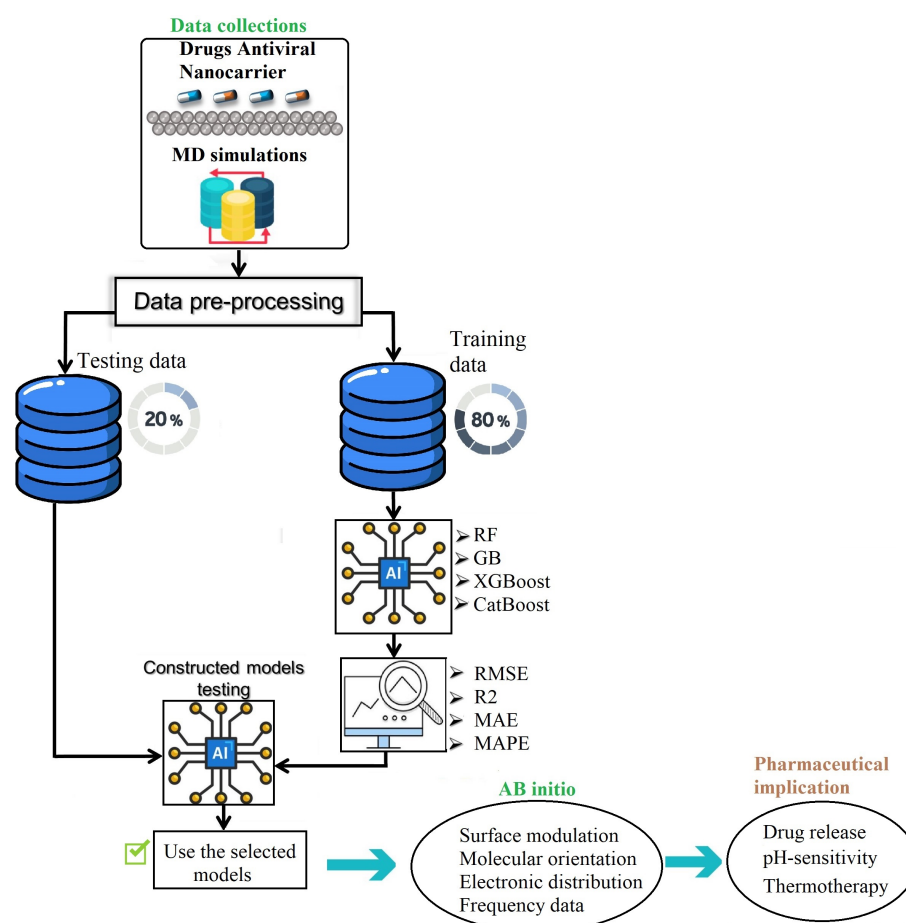 Data collections
Drugs Antiviral
Nanocarrier
MD simulations
Data pre-processing
Testing data
20 %
Training
data
80 %
AI
RF
GB
XGBoost
CatBoost
RMSE
R2
MAE
MAPE
Constructed models
testing
AI
Use the selected
models
AB initio
Surface modulation
Molecular orientation
Electronic distribution
Frequency data
Pharmaceutical
implication
Drug release
pH-sensitivity
Thermotherapy